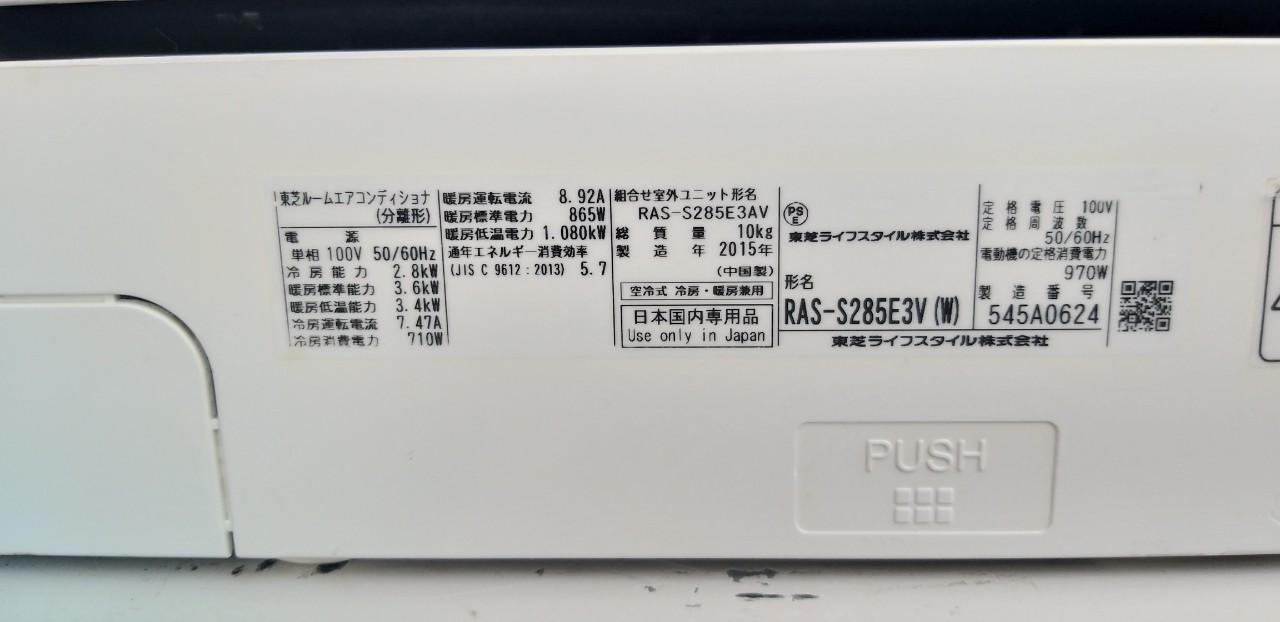 東芝ルームエアコンディショナ
(分離形)
電 源
単相 100V 50/60Hz
冷房能力 2.8kW
暖房標準能力 3.6kW
暖房低温能力 3.4kW
冷房運転電流 7.47A
冷房消費電力 710W
暖房運転電流 8.92A
暖房標準電力 865W
暖房低温電力 1.080kW
通年エネルギー消費効率
(JIS C 9612:2013) 5.7
組合せ室外ユニット形名
RAS-S285E3AV
総質量 10kg
製造年 2015年
(中国製)
空冷式 冷房・暖房兼用
日本国内専用品
Use only in Japan
PS
E
東芝ライフスタイル株式会社
形名
RAS-S285E3V(W)
定格電圧 100V
定格周波数
50/60Hz
電動機の定格消費電力
970W
製造番号
545A0624
東芝ライフスタイル株式会社
PUSH